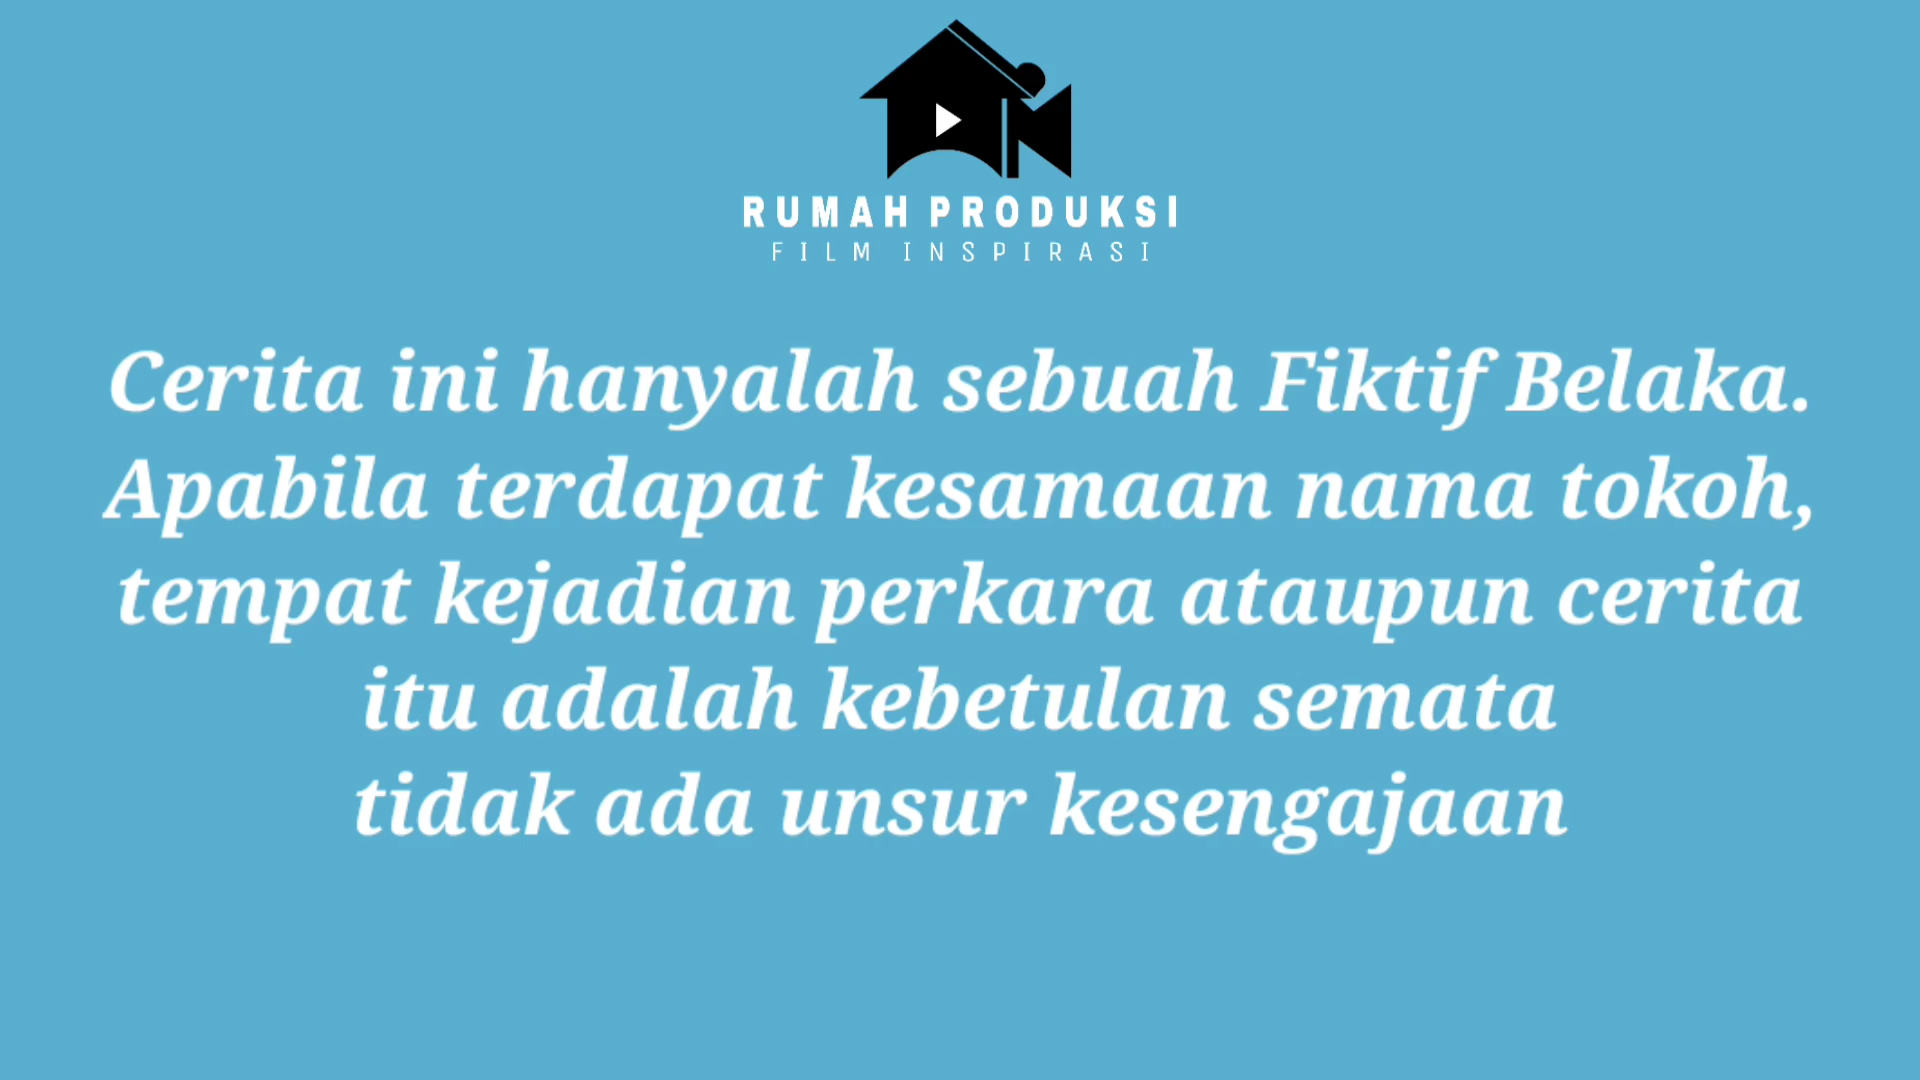 RUMAH PRODUKSI
FILM INSPIRASI
Cerita ini hanyalah sebuah Fiktif Belaka.
Apabila terdapat kesamaan nama tokoh,
tempat kejadian perkara ataupun cerita
itu adalah kebetulan semata
tidak ada unsur kesengajaan